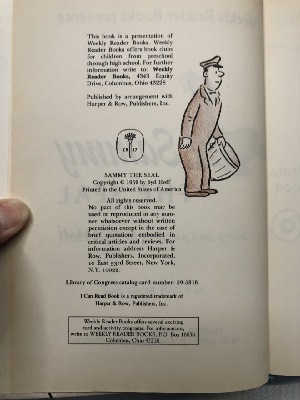 This book is a presentation of
Weekly Reader Books. Weekly
Reader Books offers book clubs
for children from preschool
through high school. For further
information write to: Weekly
Reader Books, 4343 Equity
Drive, Columbus, Ohio 43228
Published by arrangement with
Harper & Row, Publishers, Inc.
18 17
SAMMY THE SEAL
Copyright © 1959 by Syd Hoff
Printed in the United States of America
All rights reserved.
No part of this book may be used
or reproduced in any man-
ner whatsoever without written
permission except in the case of
brief quotations embodied in
critical articles and reviews. For
information address Harper &
Row, Publishers, Incorporated,
10 East 53rd Street, New York,
N.Y. 10022.
Library of Congress catalog card number: 59-5316
I Can Read Book is a registered trademark of
Harper & Row, Publishers, Inc.
Weekly Reader Books offers several exciting
card and activity programs. For information,
write to WEEKLY READER BOOKS, P.O. Box 16636,
Columbus, Ohio 43216.